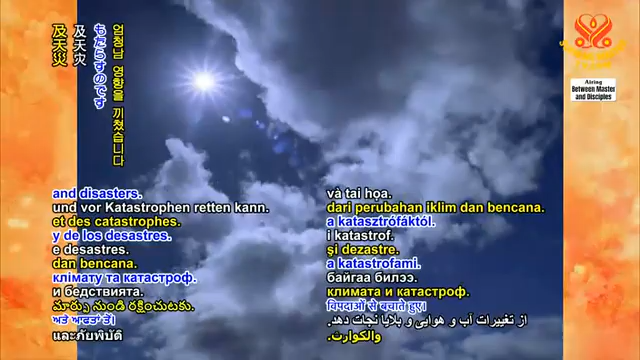 及天災
及天灾
もたらすのです
엄청난 영향을 끼쳤습니다
Airing
Between Master
and Disciples
and disasters.
und vor Katastrophen retten kann.
et des catastrophes.
y de los desastres.
e desastres.
dan bencana.
клімату та катастроф.
и бедствията.
మార్పు నుండి రక్షించుటకు.
ਅਤੇ ਆਫਤਾਂ ਤੋਂ।
และภัยพิบัติ
và tai họa.
dari perubahan iklim dan bencana.
a katasztrófáktól.
i katastrof.
şi dezastre.
a katastrofami.
байгаа билээ.
климата и катастроф.
विपदाओं से बचाते हुए।
از تغییرات آب و هوایی و بلایا نجات دهد.
والكوارث.